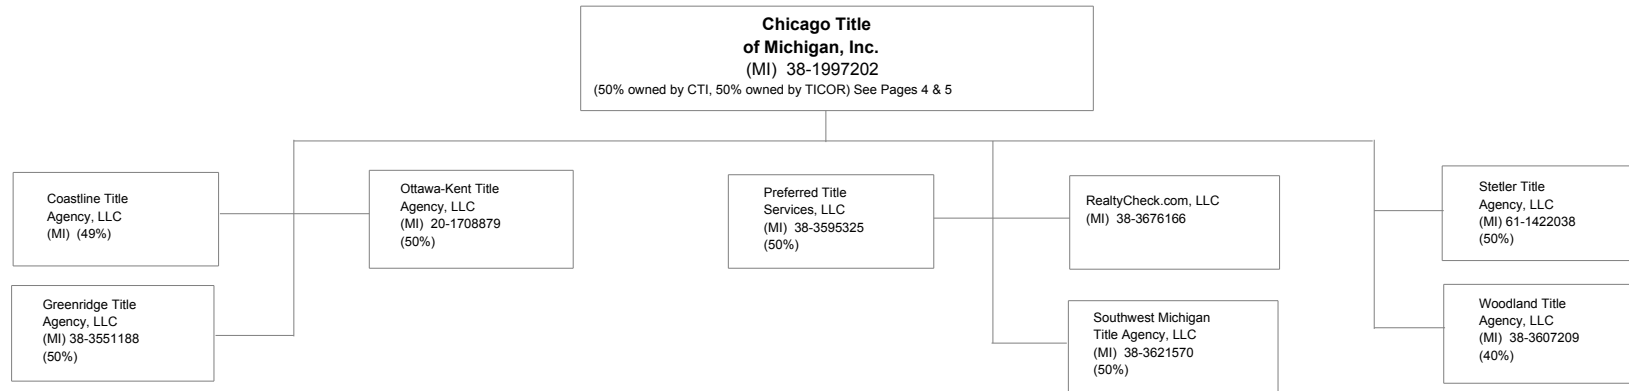 Chicago Title
of Michigan, Inc.
(MI) 38-1997202
(50% owned by CTI, 50% owned by TICOR) See Pages 4 & 5
Coastline Title
Agency, LLC
(MI) (49%)
Ottawa-Kent Title
Agency, LLC
(MI) 20-1708879
(50%)
Preferred Title
Services, LLC
(MI) 38-3595325
(50%)
RealtyCheck.com, LLC
(MI) 38-3676166
Stetler Title
Agency, LLC
(MI) 61-1422038
(50%)
Greenridge Title
Agency, LLC
(MI) 38-3551188
(50%)
Southwest Michigan
Title Agency, LLC
(MI) 38-3621570
(50%)
Woodland Title
Agency, LLC
(MI) 38-3607209
(40%)